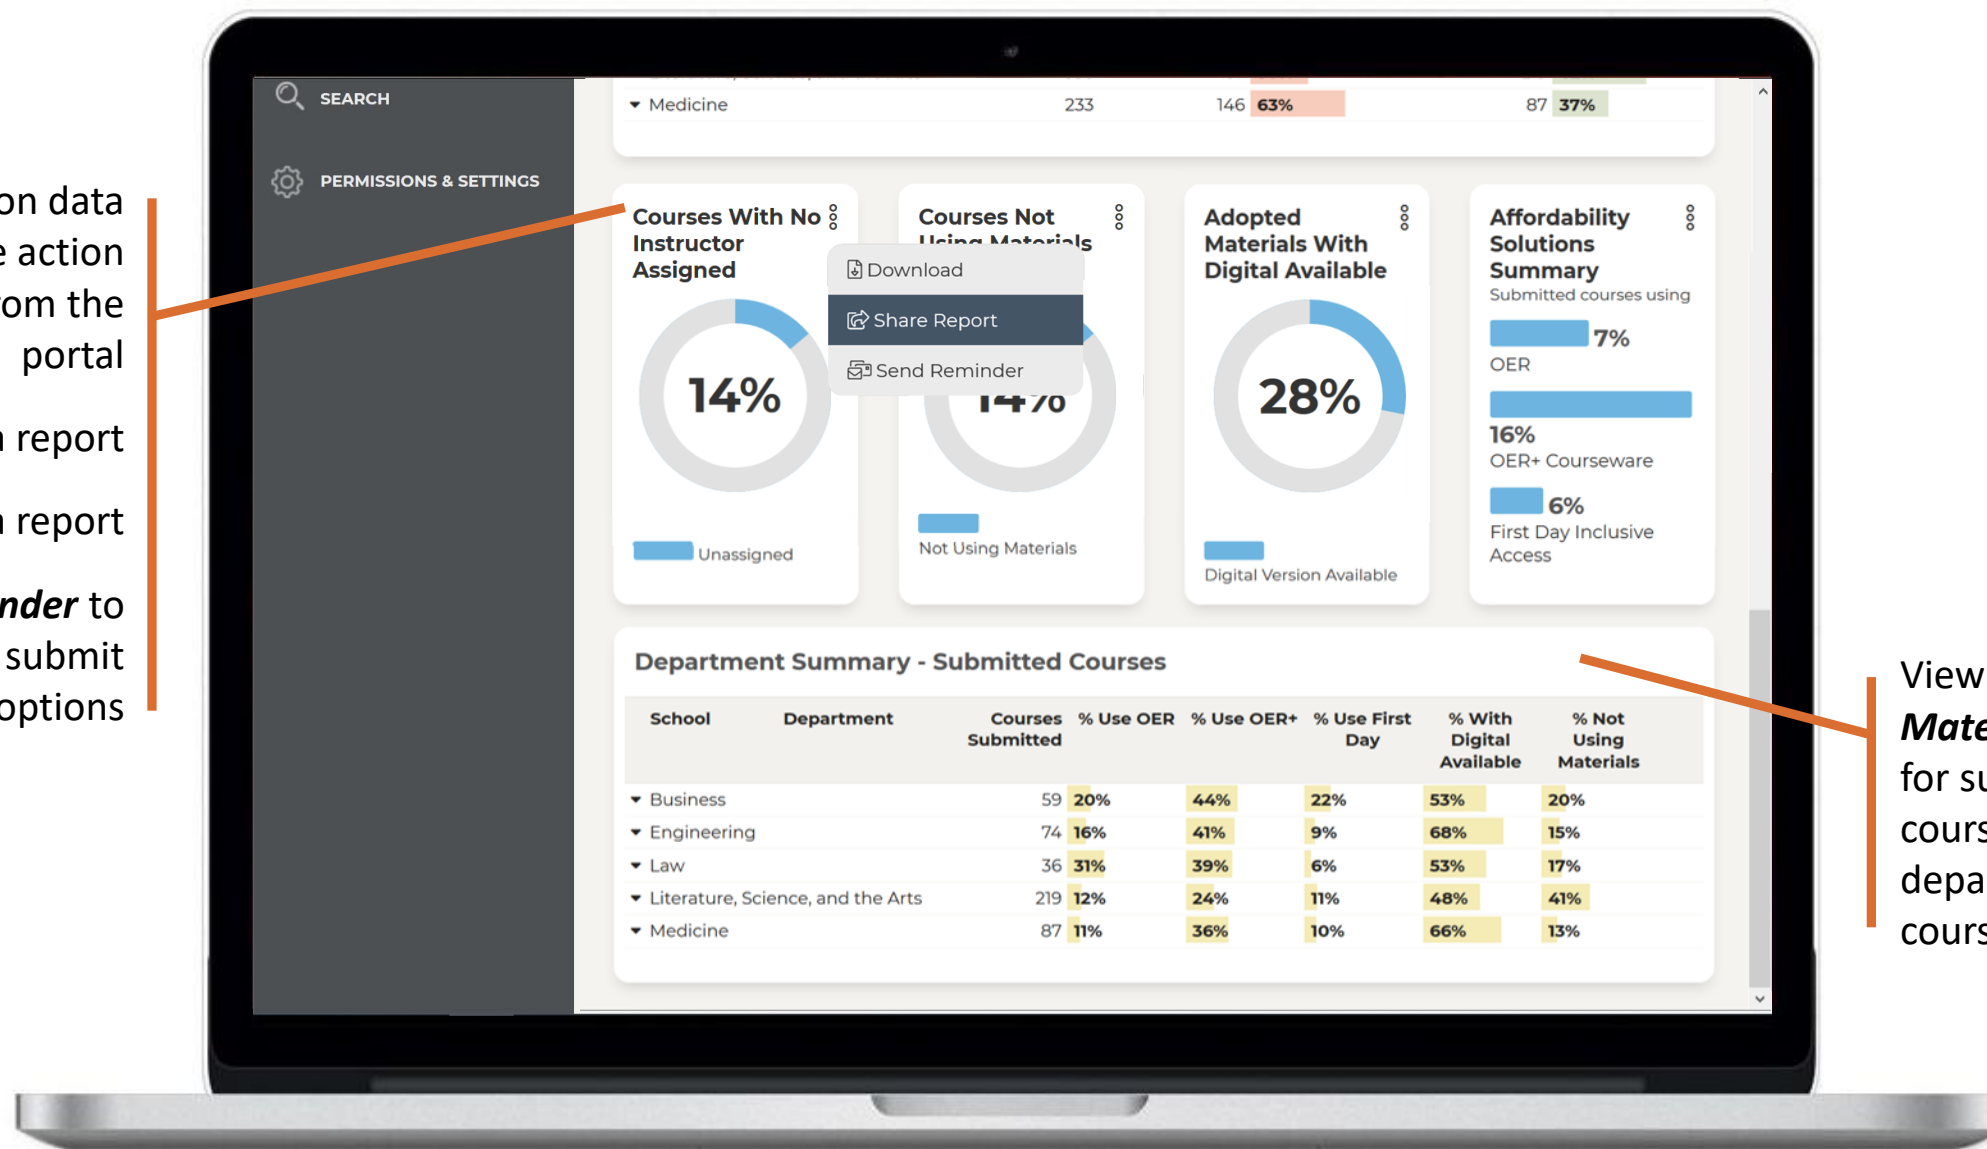 on data
action
om the
portal
report
report
nder to
submit
options
SEARCH
PERMISSIONS & SETTINGS
Medicine 233 146 63% 87 37%
Courses With No
Instructor
Assigned
14%
Unassigned
Courses Not
Using Materials
14%
Not Using Materials
Download
Share Report
Send Reminder
Adopted
Materials With
Digital Available
28%
Digital Version Available
Affordability
Solutions
Summary
Submitted courses using
7%
OER
16%
OER+ Courseware
6%
First Day Inclusive
Access
Department Summary - Submitted Courses
School Department Courses Submitted % Use OER % Use OER+ % Use First Day % With Digital Available % Not Using Materials
Business 59 20% 44% 22% 53% 20%
Engineering 74 16% 41% 9% 68% 15%
Law 36 31% 39% 6% 53% 17%
Literature, Science, and the Arts 219 12% 24% 11% 48% 41%
Medicine 87 11% 36% 10% 66% 13%
View
Mate
for su
cours
depa
cours